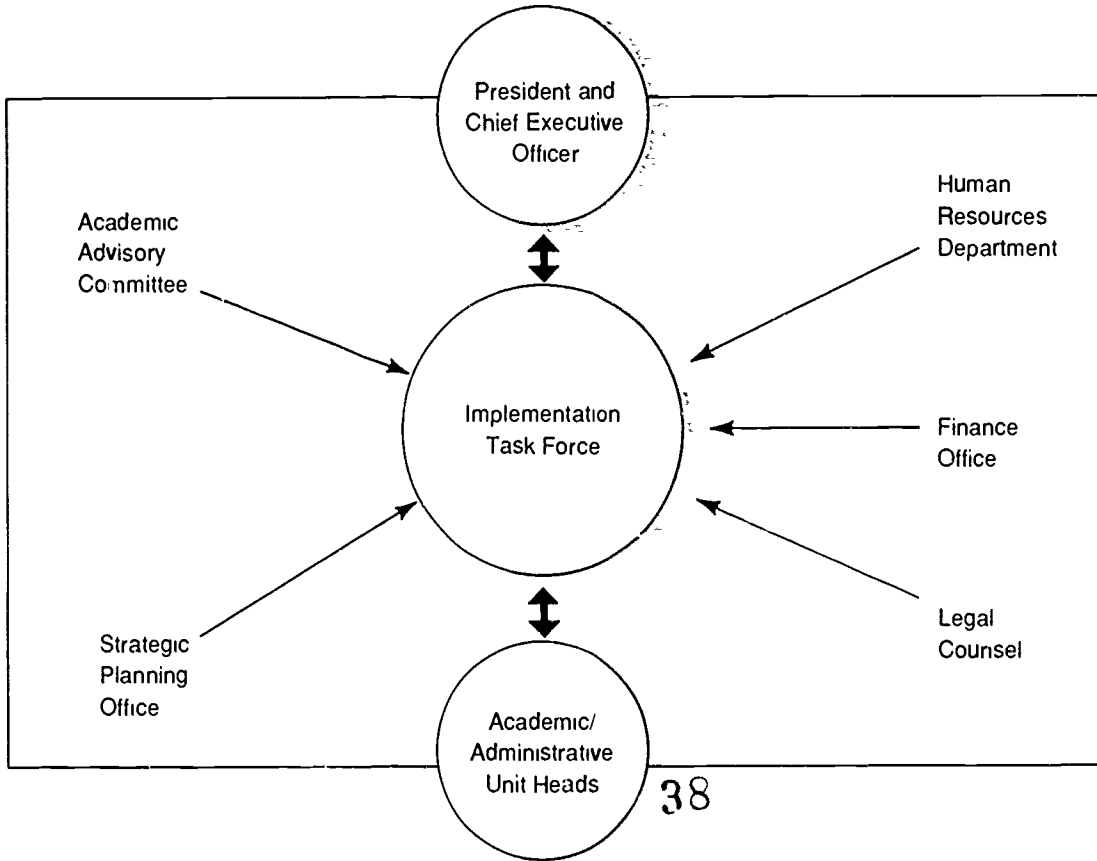 President and
Chief Executive
Officer
Academic
Advisory
Committee
Human
Resources
Department
Implementation
Task Force
Finance
Office
Strategic
Planning
Office
Legal
Counsel
Academic/
Administrative
Unit Heads
38